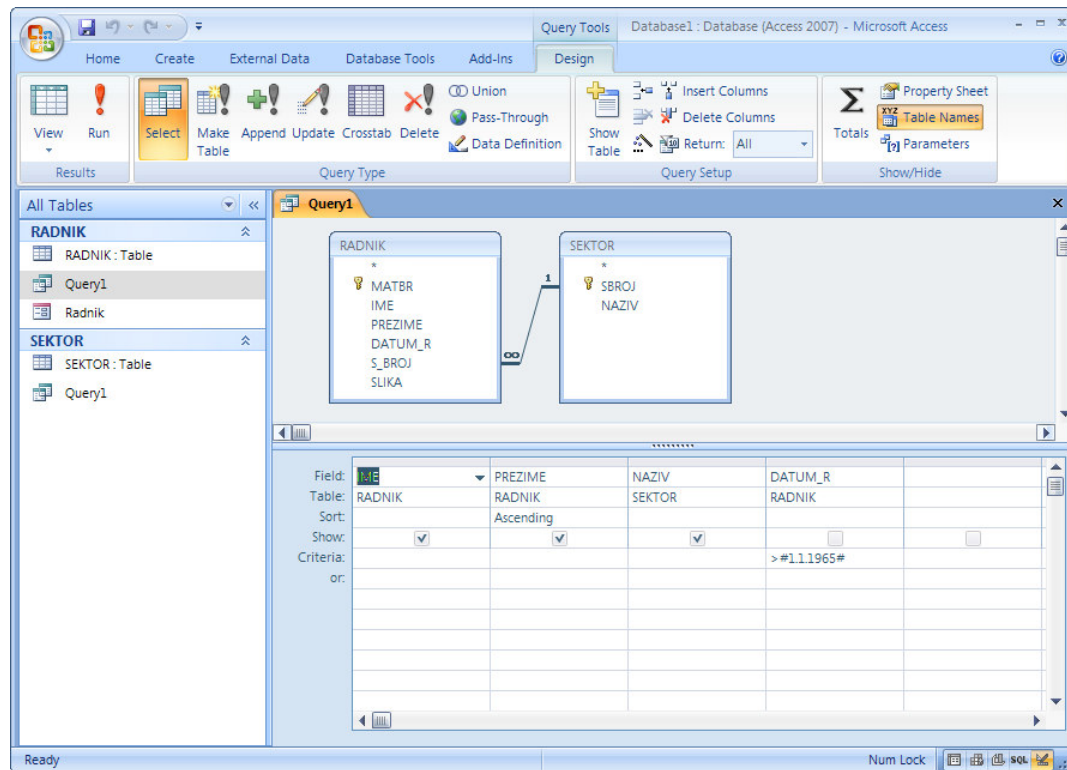 Query Tools
Database1 : Database (Access 2007) - Microsoft Access
Home
Create
External Data
Database Tools
Add-Ins
Design
View
Run
Results
Select
Make Table
Append
Update
Crosstab
Delete
Union
Pass-Through
Data Definition
Query Type
Show Table
Insert Columns
Delete Columns
Return: All
Query Setup
Totals
Property Sheet
Table Names
Parameters
Show/Hide
All Tables
RADNIK
RADNIK : Table
Query1
Radnik
SEKTOR
SEKTOR : Table
Query1
Query1
RADNIK
*
MATBR
IME
PREZIME
DATUM_R
S_BROJ
SLIKA
1
∞
SEKTOR
*
SBROJ
NAZIV
Field: IME PREZIME NAZIV DATUM_R
Table: RADNIK RADNIK SEKTOR RADNIK
Sort: Ascending
Show:
Criteria: >#1.1.1965#
or:
Ready
Num Lock
SQL